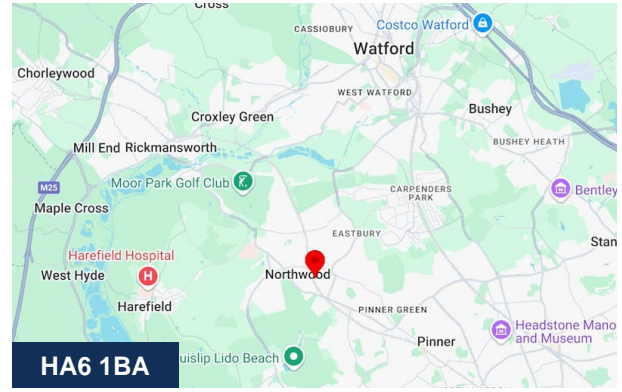 Cross
Costco Watford
CASSIOBURY
Watford
Chorleywood
WEST WATFORD
Croxley Green
Bushey
Mill End Rickmansworth
BUSHEY HEATH
M25
Moor Park Golf Club
CARPENDERS
PARK
Bentley
Maple Cross
EASTBURY
Stan
Harefield Hospital
H
West Hyde
Northwood
Harefield
PINNER GREEN
Headstone Mano
and Museum
Pinner
uislip Lido Beach
HA6 1BA